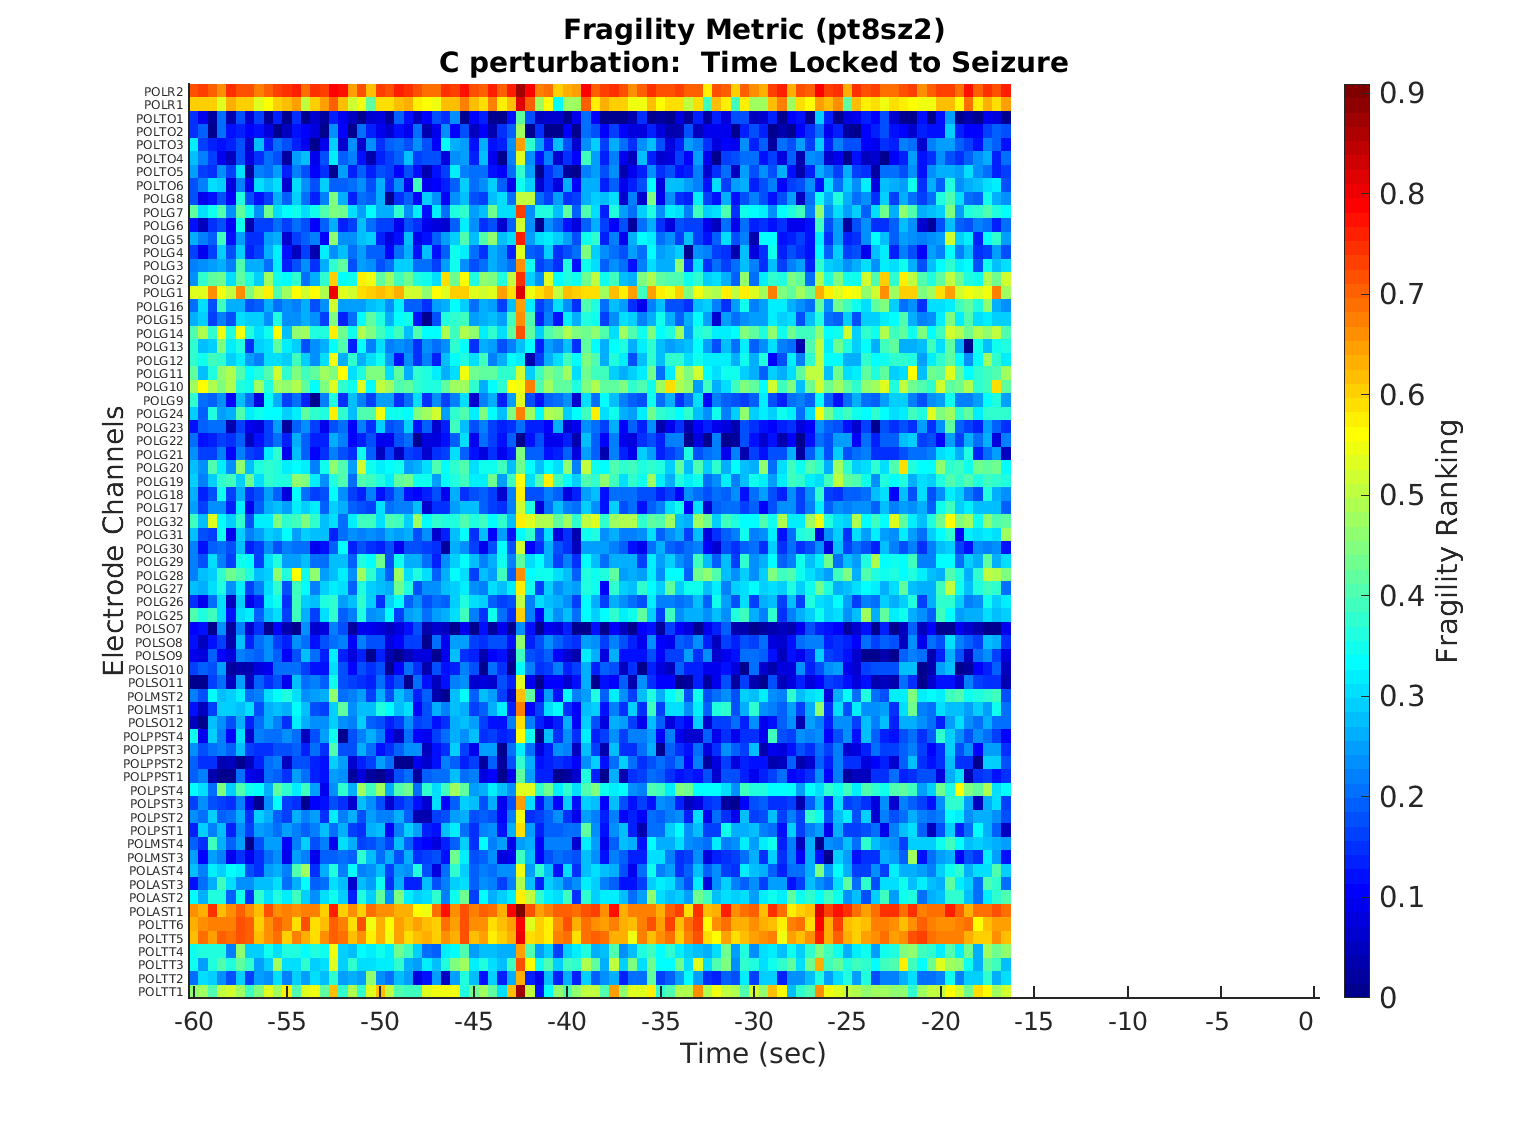 Fragility Metric (pt8sz2)
C perturbation:  Time Locked to Seizure
Electrode Channels
POLR2
POLR1
POLTO1
POLTO2
POLTO3
POLTO4
POLTO5
POLTO6
POLG8
POLG7
POLG6
POLG5
POLG4
POLG3
POLG2
POLG1
POLG16
POLG15
POLG14
POLG13
POLG12
POLG11
POLG10
POLG9
POLG24
POLG23
POLG22
POLG21
POLG20
POLG19
POLG18
POLG17
POLG32
POLG31
POLG30
POLG29
POLG28
POLG27
POLG26
POLG25
POLSO7
POLSO8
POLSO9
POLSO10
POLSO11
POLMST2
POLMST1
POLSO12
POLPPST4
POLPPST3
POLPPST2
POLPPST1
POLPST4
POLPST3
POLPST2
POLPST1
POLMST4
POLMST3
POLAST4
POLAST3
POLAST2
POLAST1
POLTT6
POLTT5
POLTT4
POLTT3
POLTT2
POLTT1
-60 -55 -50 -45 -40 -35 -30 -25 -20 -15 -10 -5 0
Time (sec)
0.9
0.8
0.7
0.6
0.5
0.4
0.3
0.2
0.1
0
Fragility Ranking